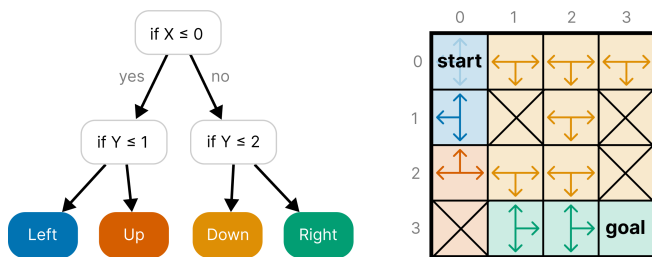 if X ≤ 0
yes
no
if Y ≤ 1
if Y ≤ 2
Left
Up
Down
Right
0 1 2 3
0 start
1
2
3 goal